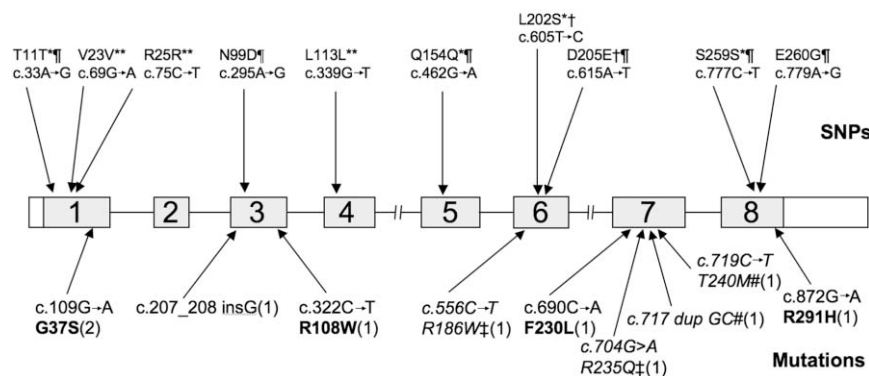 L202S*†
c.605T→C
T11T*¶ V23V** R25R** N99D¶ L113L** Q154Q*¶ D205E†¶ S259S*¶ E260G¶
c.33A→G c.69G→A c.75C→T c.295A→G c.339G→T c.462G→A c.615A→T c.777C→T c.779A→G
SNPs
1 2 3 4 5 6 7 8
c.109G→A
G37S(2)
c.207_208 insG(1)
c.322C→T
R108W(1)
c.556C→T
R186W‡(1)
c.690C→A
F230L(1)
c.704G>A
R235Q‡(1)
c.717 dup GC#(1)
c.719C→T
T240M#(1)
c.872G→A
R291H(1)
Mutations